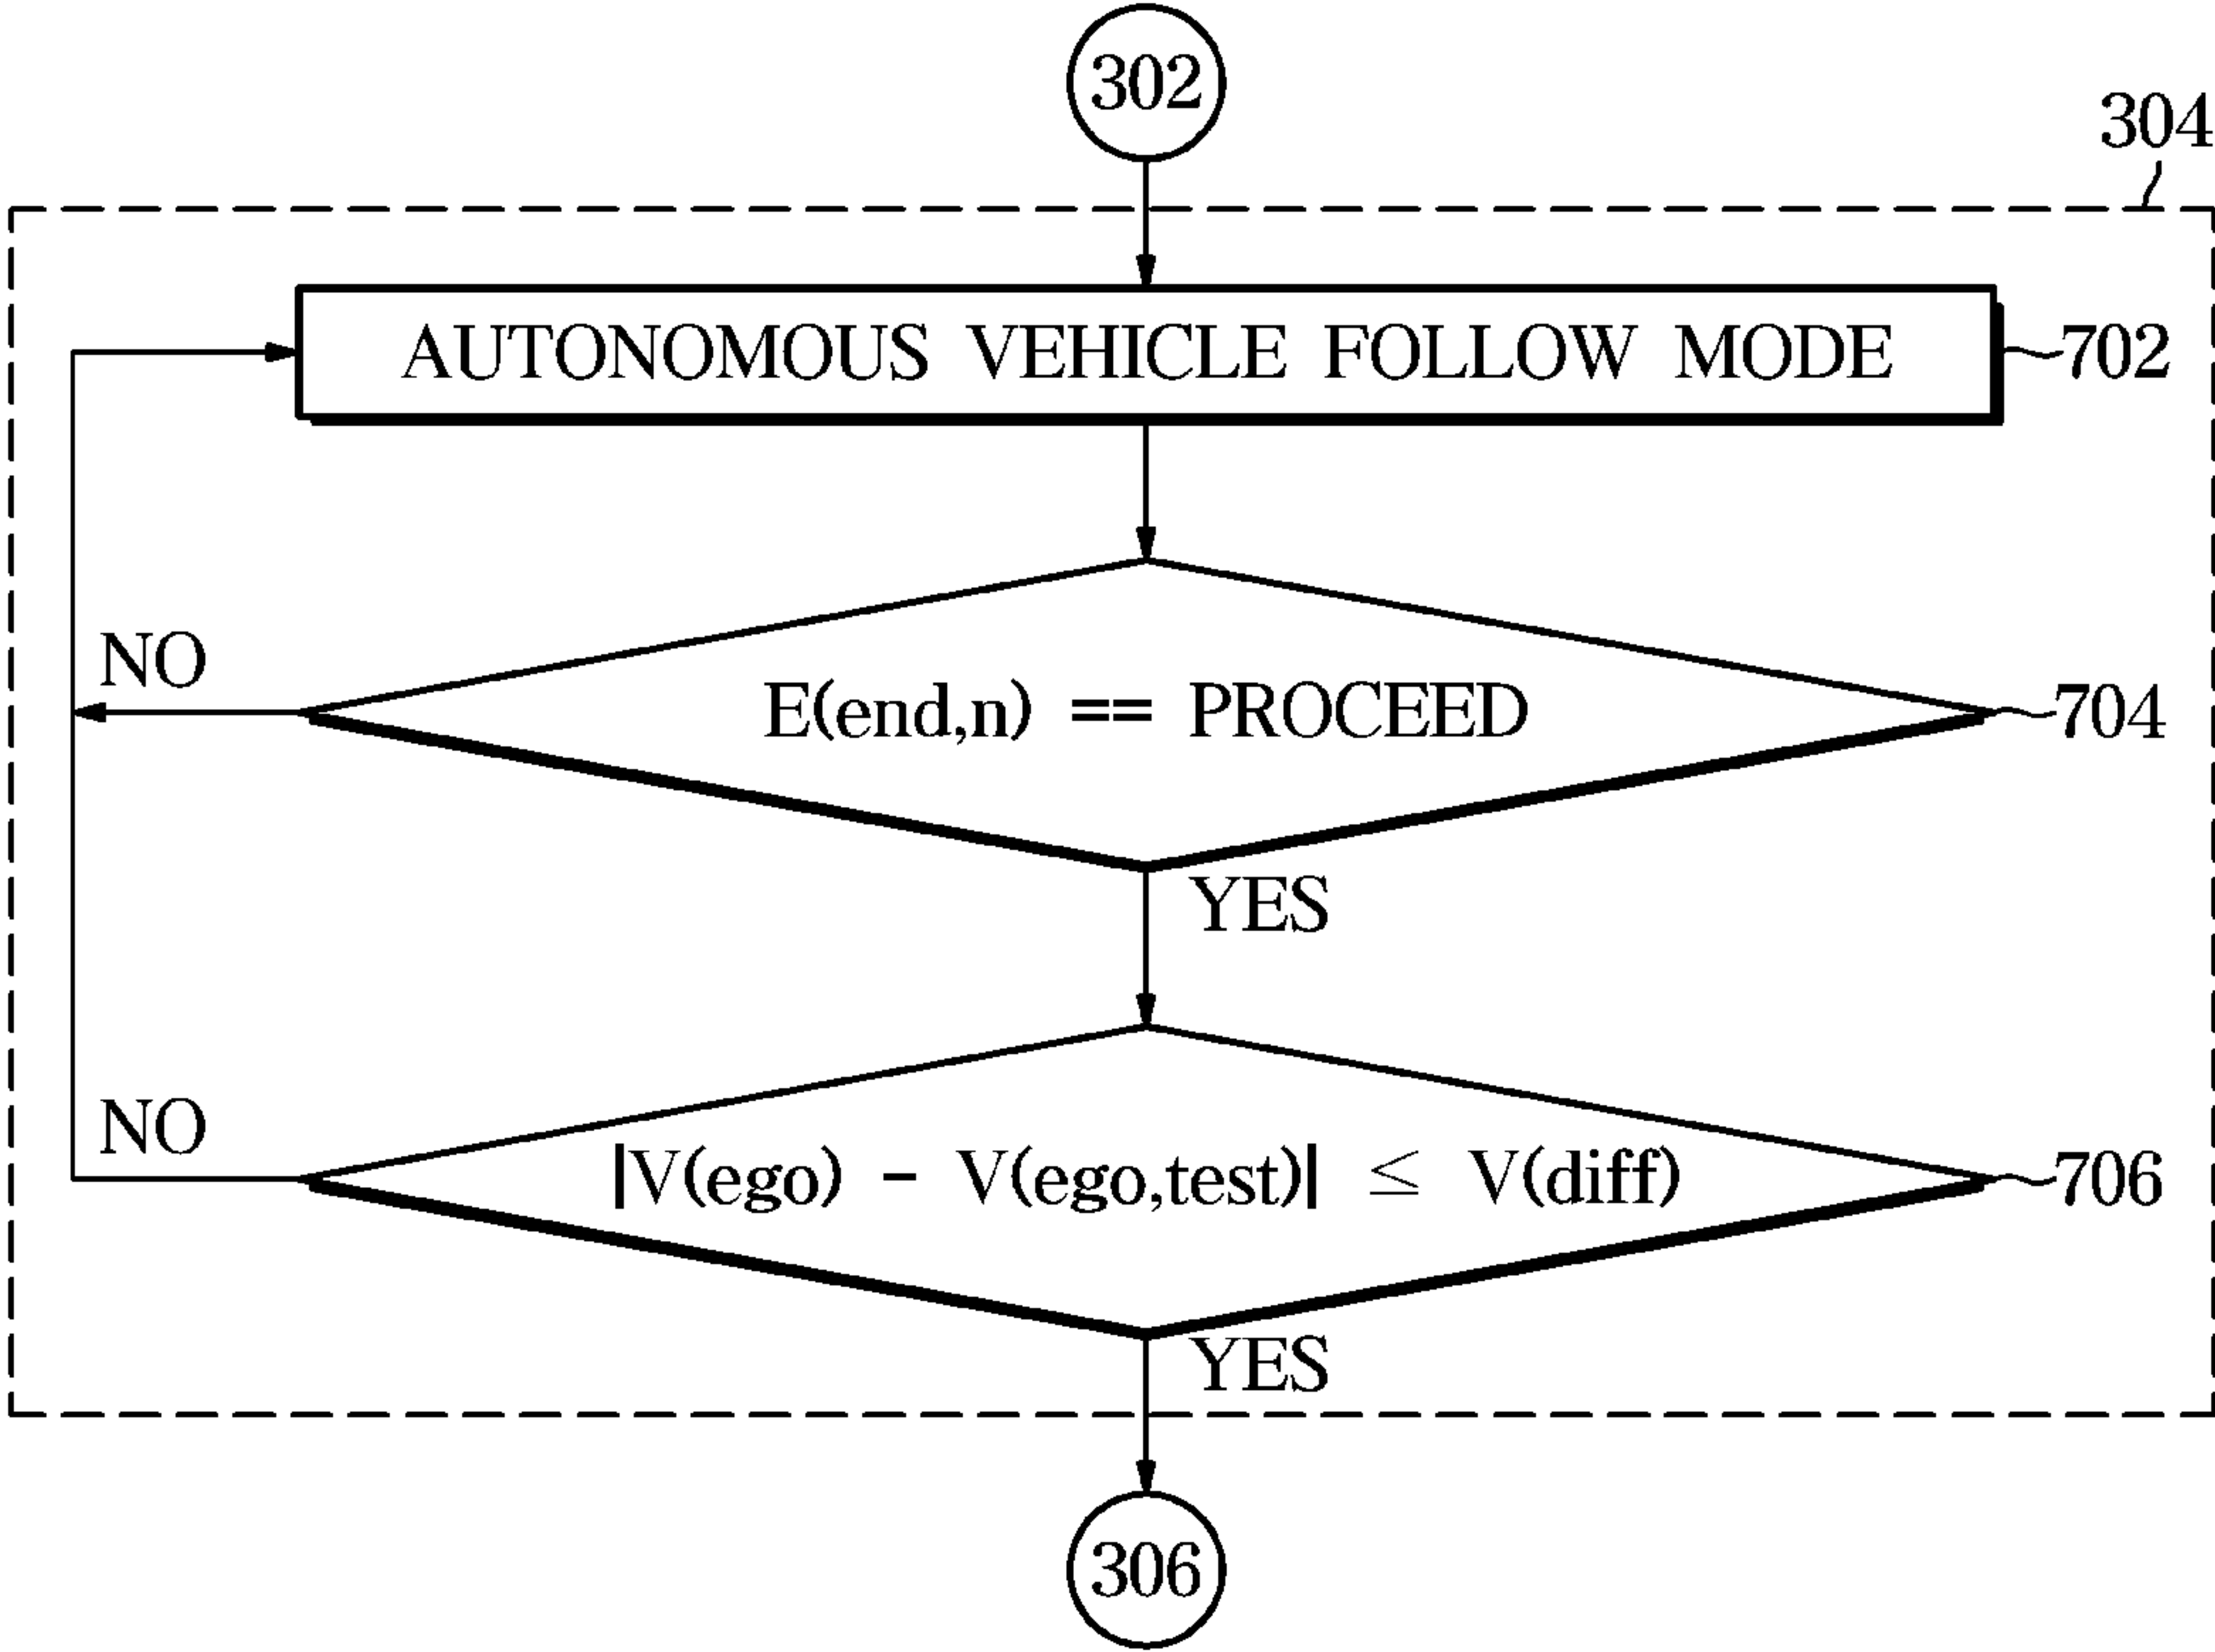 302
304
AUTONOMOUS VEHICLE FOLLOW MODE
702
NO
E(end,n) == PROCEED
704
YES
NO
|V(ego) - V(ego,test)| ≤ V(diff)
706
YES
306